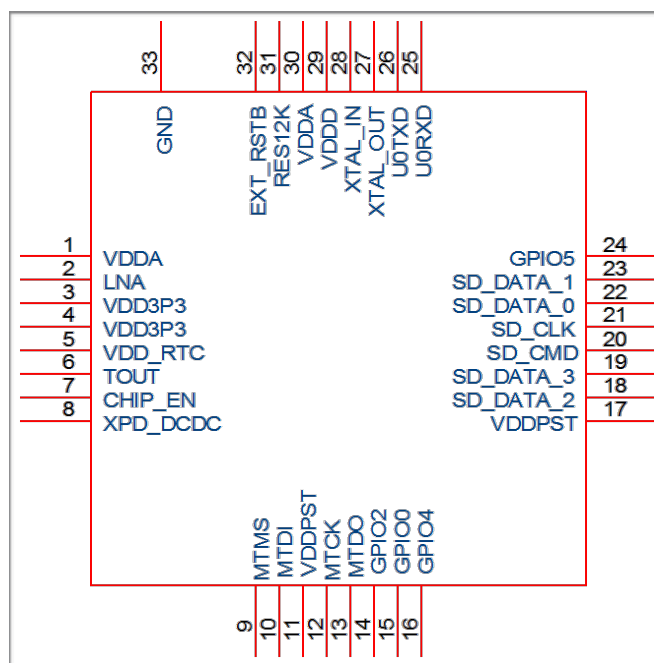 33
32
31
30
29
28
27
26
25
GND
EXT_RSTB
RES12K
VDDA
VDDD
XTAL_IN
XTAL_OUT
U0TXD
U0RXD
1
VDDA
2
LNA
3
VDD3P3
4
VDD3P3
5
VDD_RTC
6
TOUT
7
CHIP_EN
8
XPD_DCDC
24
GPIO5
23
SD_DATA_1
22
SD_DATA_0
21
SD_CLK
20
SD_CMD
19
SD_DATA_3
18
SD_DATA_2
17
VDDPST
MTMS
MTDI
VDDPST
MTCK
MTDO
GPIO2
GPIO0
GPIO4
9
10
11
12
13
14
15
16